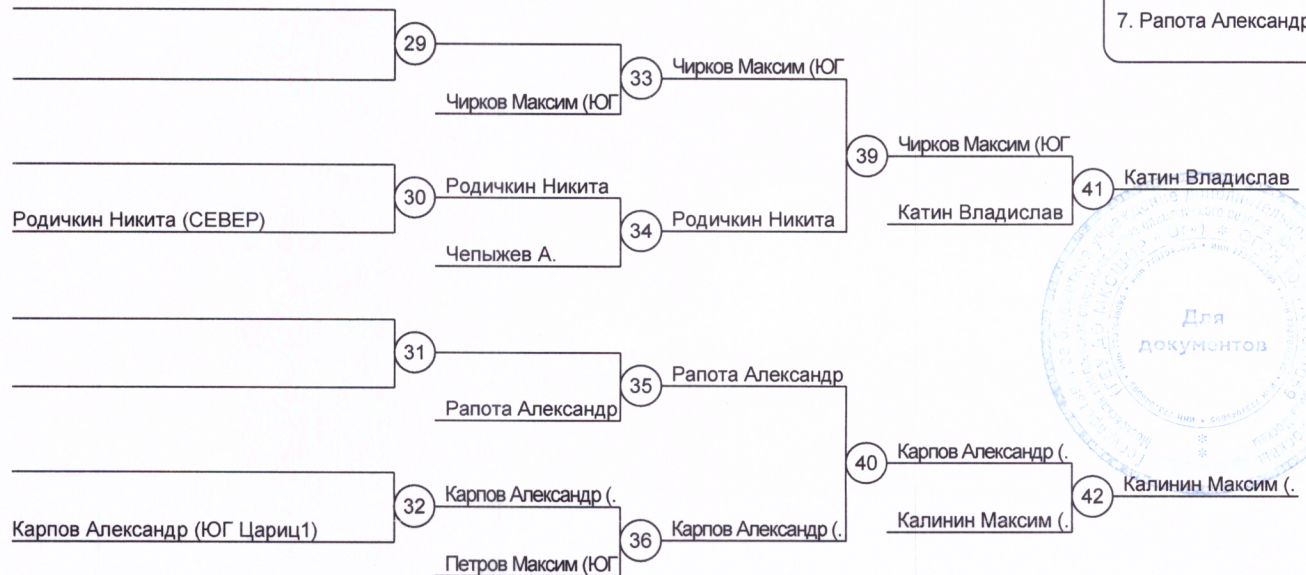 7. Рапота Александр
29
Чирков Максим (ЮГ
33
Чирков Максим (ЮГ
39
Чирков Максим (ЮГ
Родичкин Никита (СЕВЕР)
30
Родичкин Никита
Чепыжев А.
34
Родичкин Никита
Катин Владислав
41
Катин Владислав
31
Рапота Александр
35
Рапота Александр
Для
документов
Карпов Александр (ЮГ Цариц1)
32
Карпов Александр (.
Петров Максим (ЮГ
36
Карпов Александр (.
40
Карпов Александр (.
Калинин Максим (.
42
Калинин Максим (.